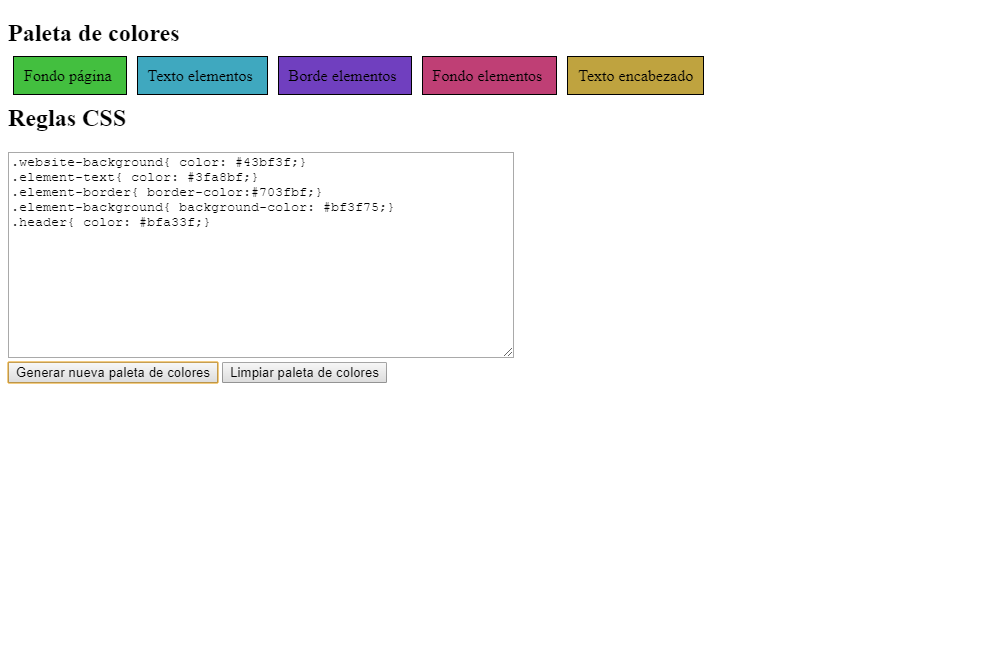 Paleta de colores
Fondo página Texto elementos Borde elementos Fondo elementos Texto encabezado
Reglas CSS
.website-background{ color: #43bf3f;}
.element-text{ color: #3fa8bf;}
.element-border{ border-color:#703fbf;}
.element-background{ background-color: #bf3f75;}
.header{ color: #bfa33f;}
Generar nueva paleta de colores Limpiar paleta de colores